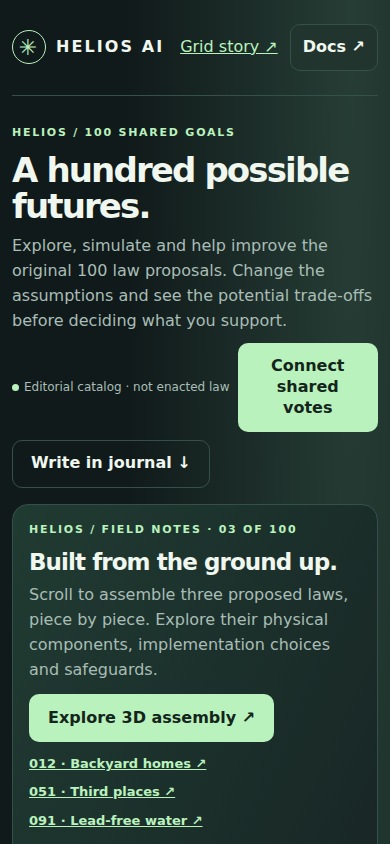 HELIOS AI Grid story ↗ Docs ↗
HELIOS / 100 SHARED GOALS
A hundred possible
futures.
Explore, simulate and help improve the
original 100 law proposals. Change the
assumptions and see the potential trade-offs
before deciding what you support.
Editorial catalog · not enacted law
Connect
shared
votes
Write in journal ↓
HELIOS / FIELD NOTES · 03 OF 100
Built from the ground up.
Scroll to assemble three proposed laws,
piece by piece. Explore their physical
components, implementation choices
and safeguards.
Explore 3D assembly ↗
012 · Backyard homes ↗
051 · Third places ↗
091 · Lead-free water ↗